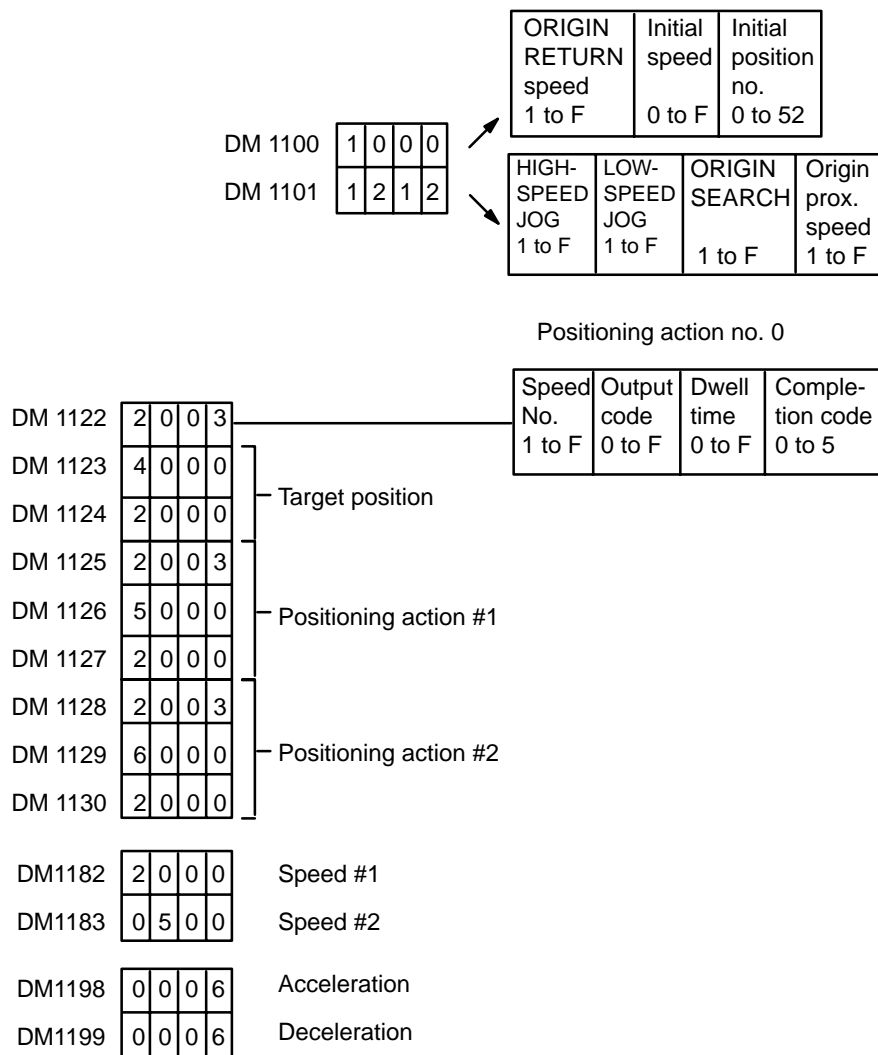 ORIGIN RETURN speed 1 to F
Initial speed 0 to F
Initial position no. 0 to 52
DM 1100 1 0 0 0
DM 1101 1 2 1 2
HIGH-SPEED JOG 1 to F
LOW-SPEED JOG 1 to F
ORIGIN SEARCH 1 to F
Origin prox. speed 1 to F
Positioning action no. 0
Speed No. 1 to F
Output code 0 to F
Dwell time 0 to F
Comple-tion code 0 to 5
DM 1122 2 0 0 3
DM 1123 4 0 0 0
DM 1124 2 0 0 0
Target position
DM 1125 2 0 0 3
DM 1126 5 0 0 0
DM 1127 2 0 0 0
Positioning action #1
DM 1128 2 0 0 3
DM 1129 6 0 0 0
DM 1130 2 0 0 0
Positioning action #2
DM1182 2 0 0 0 Speed #1
DM1183 0 5 0 0 Speed #2
DM1198 0 0 0 6 Acceleration
DM1199 0 0 0 6 Deceleration